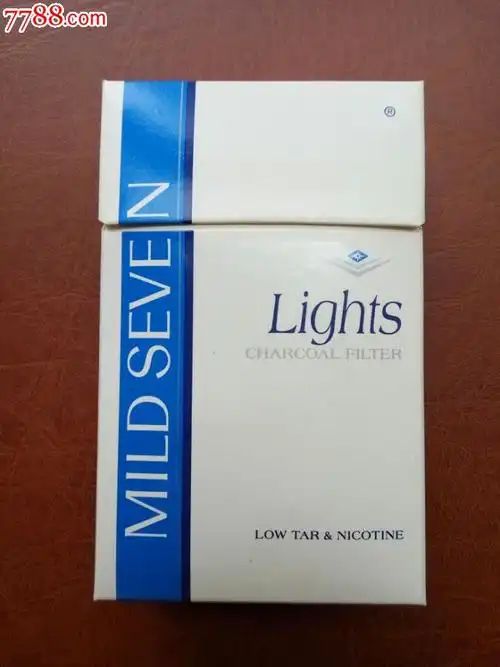 7788.com
®
MILD SEVEN
Lights
CHARCOAL FILTER
LOW TAR & NICOTINE